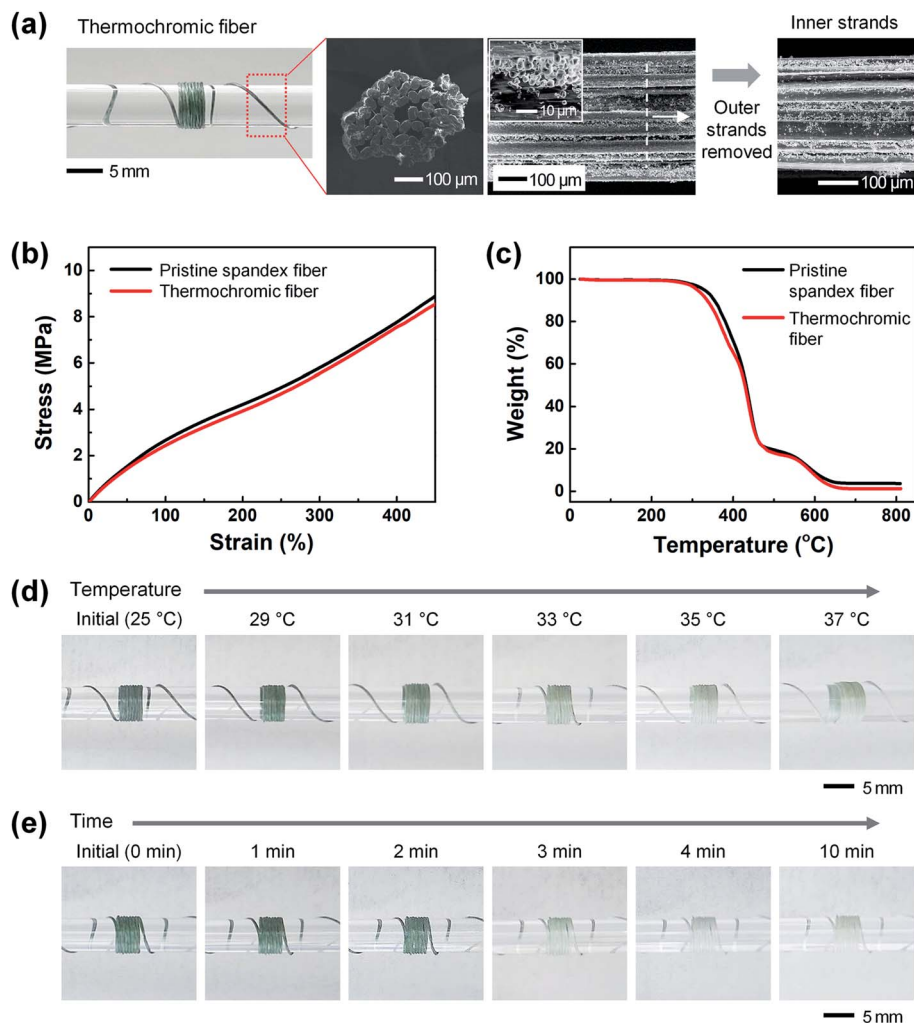 (a) Thermochromic fiber
Inner strands
5 mm
100 µm
10 µm
100 µm
Outer
strands
removed
100 µm
(b)
10
8
6
4
2
0
Stress (MPa)
Pristine spandex fiber
Thermochromic fiber
0 100 200 300 400
Strain (%)
(c)
100
80
60
40
20
0
Weight (%)
Pristine
spandex fiber
Thermochromic
fiber
0 200 400 600 800
Temperature (°C)
(d) Temperature
Initial (25 °C) 29 °C 31 °C 33 °C 35 °C 37 °C
5 mm
(e) Time
Initial (0 min) 1 min 2 min 3 min 4 min 10 min
5 mm